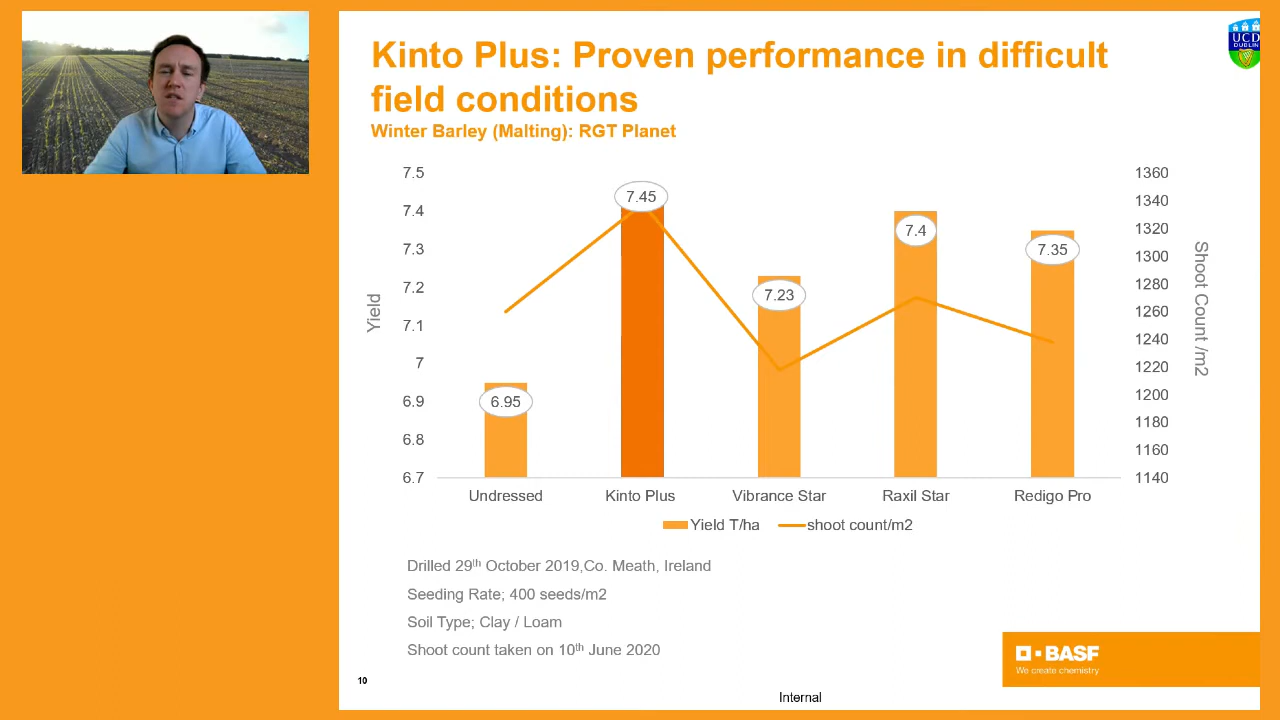 Kinto Plus: Proven performance in difficult
field conditions
Winter Barley (Malting): RGT Planet
UCD
DUBLIN
7.5
7.4
7.3
7.2
7.1
7
6.9
6.8
6.7
Yield
6.95
7.45
7.23
7.4
7.35
1360
1340
1320
1300
1280
1260
1240
1220
1200
1180
1160
1140
Shoot Count /m2
Undressed Kinto Plus Vibrance Star Raxil Star Redigo Pro
Yield T/ha shoot count/m2
Drilled 29th October 2019,Co. Meath, Ireland
Seeding Rate; 400 seeds/m2
Soil Type; Clay / Loam
Shoot count taken on 10th June 2020
BASF
We create chemistry
10
Internal